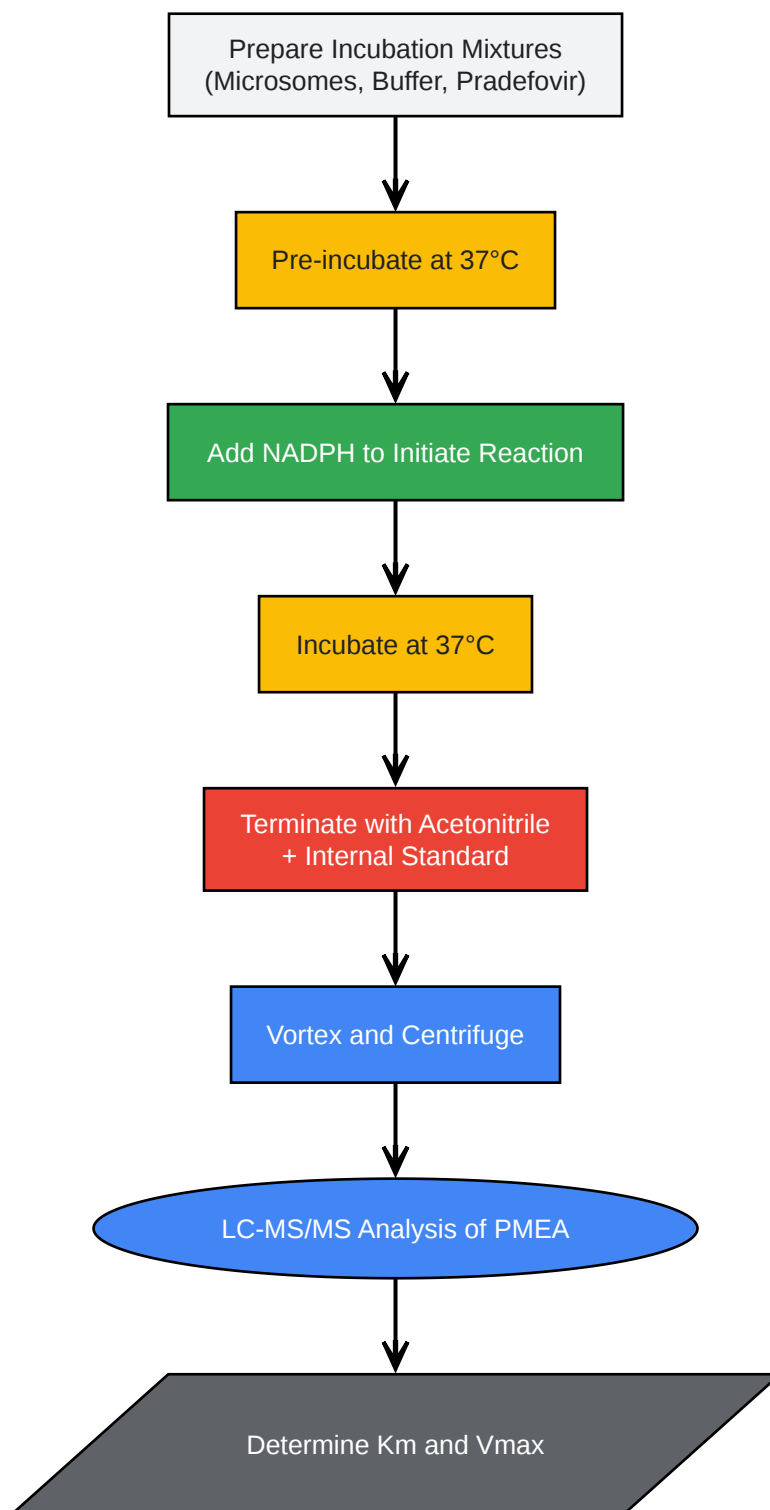 Prepare Incubation Mixtures
(Microsomes, Buffer, Pradefovir)
Pre-incubate at 37°C
Add NADPH to Initiate Reaction
Incubate at 37°C
Terminate with Acetonitrile
+ Internal Standard
Vortex and Centrifuge
LC-MS/MS Analysis of PMEA
Determine Km and Vmax